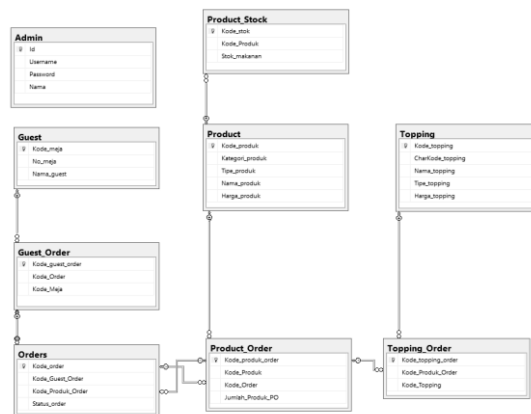 Product_Stock
Kode_stok
Kode_Produk
Stok_makanan
Admin
Id
Username
Password
Nama
Guest
Kode_meja
No_meja
Nama_guest
Product
Kode_produk
Kategori_produk
Tipe_produk
Nama_produk
Harga_produk
Topping
Kode_topping
CharKode_topping
Nama_topping
Tipe_topping
Harga_topping
Guest_Order
Kode_guest_order
Kode_Order
Kode_Meja
Orders
Kode_order
Kode_Guest_Order
Kode_Produk_Order
Status_order
Product_Order
Kode_produk_order
Kode_Produk
Kode_Order
Jumlah_Produk_PO
Topping_Order
Kode_topping_order
Kode_Produk_Order
Kode_Topping